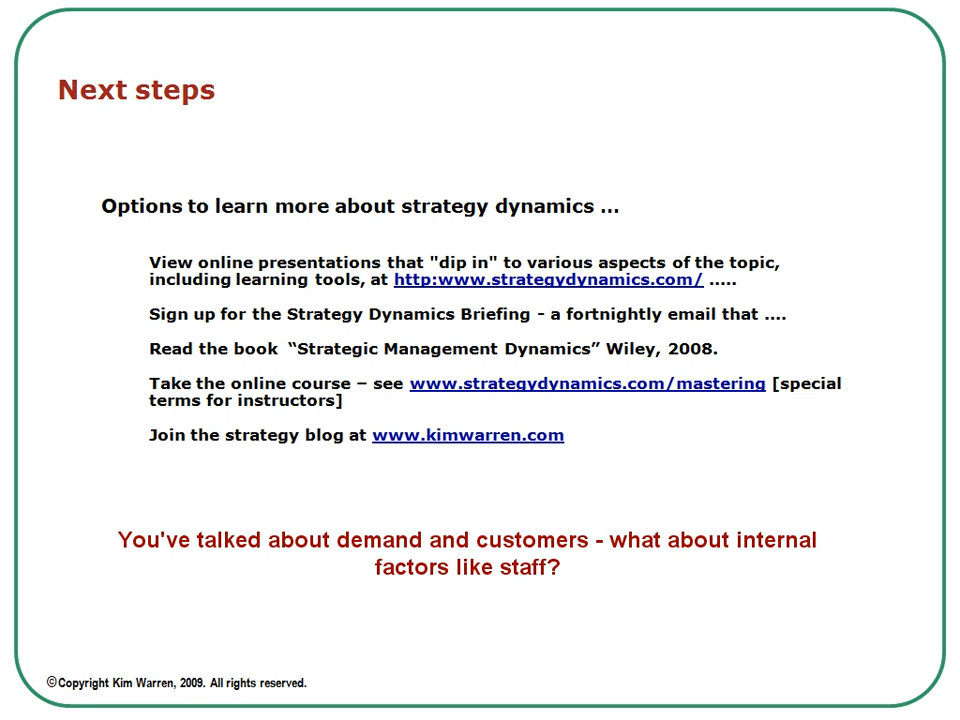 Next steps
Options to learn more about strategy dynamics ...
View online presentations that "dip in" to various aspects of the topic,
including learning tools, at http:www.strategydynamics.com/ .....
Sign up for the Strategy Dynamics Briefing - a fortnightly email that ....
Read the book “Strategic Management Dynamics” Wiley, 2008.
Take the online course – see www.strategydynamics.com/mastering [special
terms for instructors]
Join the strategy blog at www.kimwarren.com
You've talked about demand and customers - what about internal
factors like staff?
©Copyright Kim Warren, 2009. All rights reserved.